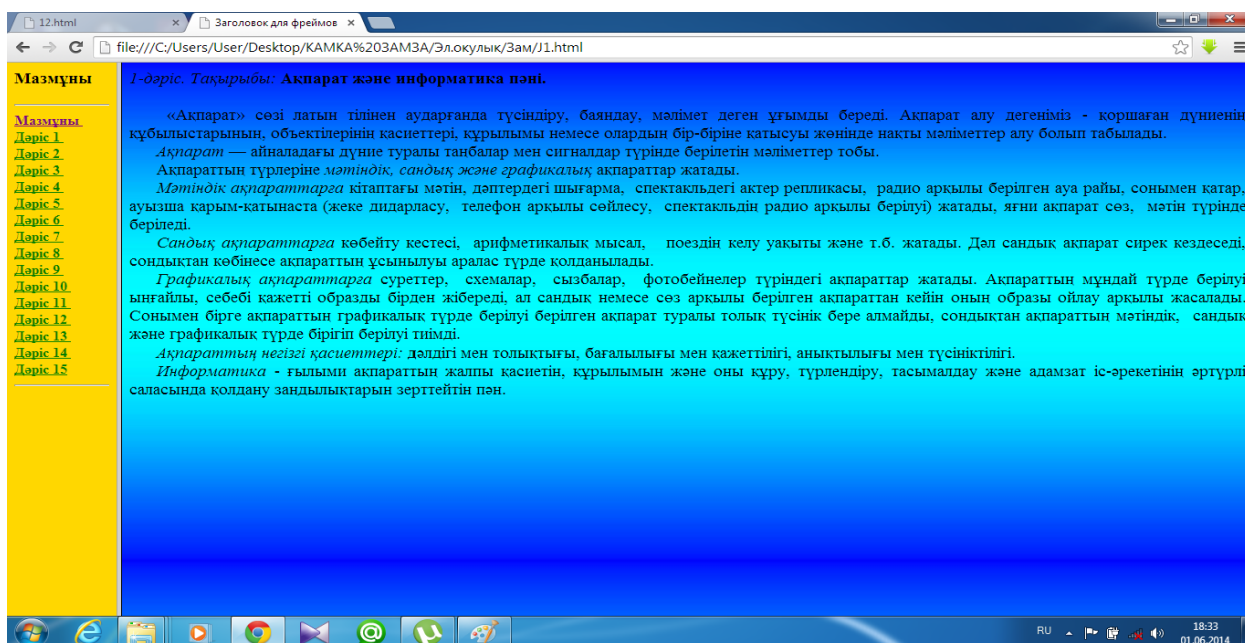 12.html
Заголовок для фреймов
file:///C:/Users/User/Desktop/КАМКА%203АМЗА/Эл.окулык/Зам/J1.html
Мазмұны
Мазмұны
Дәріс 1
Дәріс 2
Дәріс 3
Дәріс 4
Дәріс 5
Дәріс 6
Дәріс 7
Дәріс 8
Дәріс 9
Дәріс 10
Дәріс 11
Дәріс 12
Дәріс 13
Дәріс 14
Дәріс 15
1-дәріс. Тақырыбы: Ақпарат және информатика пәні.
«Ақпарат» сөзі латын тілінен аударғанда түсіндіру, баяндау, мәлімет деген ұғымды береді. Ақпарат алу дегеніміз - қоршаған дүниенің
құбылыстарының, объектілерінің қасиеттері, құрылымы немесе олардың бір-біріне қатысуы жөнінде нақты мәліметтер алу болып табылады.
Ақпарат — айналадағы дүние туралы таңбалар мен сигналдар түрінде берілетін мәліметтер тобы.
Ақпараттың түрлеріне мәтіндік, сандық және графикалық ақпараттар жатады.
Мәтіндік ақпараттарға кітаптағы мәтін, дәптердегі шығарма, спектакльдегі актер репликасы, радио арқылы берілген ауа райы, сонымен қатар,
ауызша қарым-қатынаста (жеке дидарласу, телефон арқылы сөйлесу, спектакльдің радио арқылы берілуі) жатады, яғни ақпарат сөз, мәтін түрінде
беріледі.
Сандық ақпараттарға көбейту кестесі, арифметикалық мысал, поездің келу уақыты және т.б. жатады. Дәл сандық ақпарат сирек кездеседі,
сондықтан көбінесе ақпараттың ұсынылуы аралас түрде қолданылады.
Графикалық ақпараттарға суреттер, схемалар, сызбалар, фотобейнелер түріндегі ақпараттар жатады. Ақпараттың мұндай түрде берілуі
ыңғайлы, себебі қажетті образды бірден жібереді, ал сандық немесе сөз арқылы берілген ақпараттан кейін оның образы ойлау арқылы жасалады.
Сонымен бірге ақпараттың графикалық түрде берілуі берілген ақпарат туралы толық түсінік бере алмайды, сондықтан ақпараттың мәтіндік, сандық
және графикалық түрде бірігіп берілуі тиімді.
Ақпараттың негізгі қасиеттері: дәлдігі мен толықтығы, бағалылығы мен қажеттілігі, анықтылығы мен түсініктілігі.
Информатика - ғылыми ақпараттың жалпы қасиетін, құрылымын және оны құру, түрлендіру, тасымалдау және адамзат іс-әрекетінің әртүрлі
саласында қолдану заңдылықтарын зерттейтін пән.
RU
18:33
01.06.2014